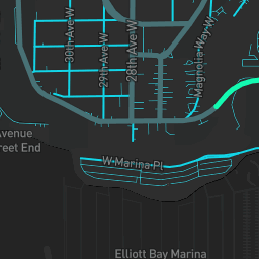 30th Ave W
29th Ave W
28th Ave W
Magnolia Way W
Avenue
reet End
W Marina Pl
Elliott Bay Marina